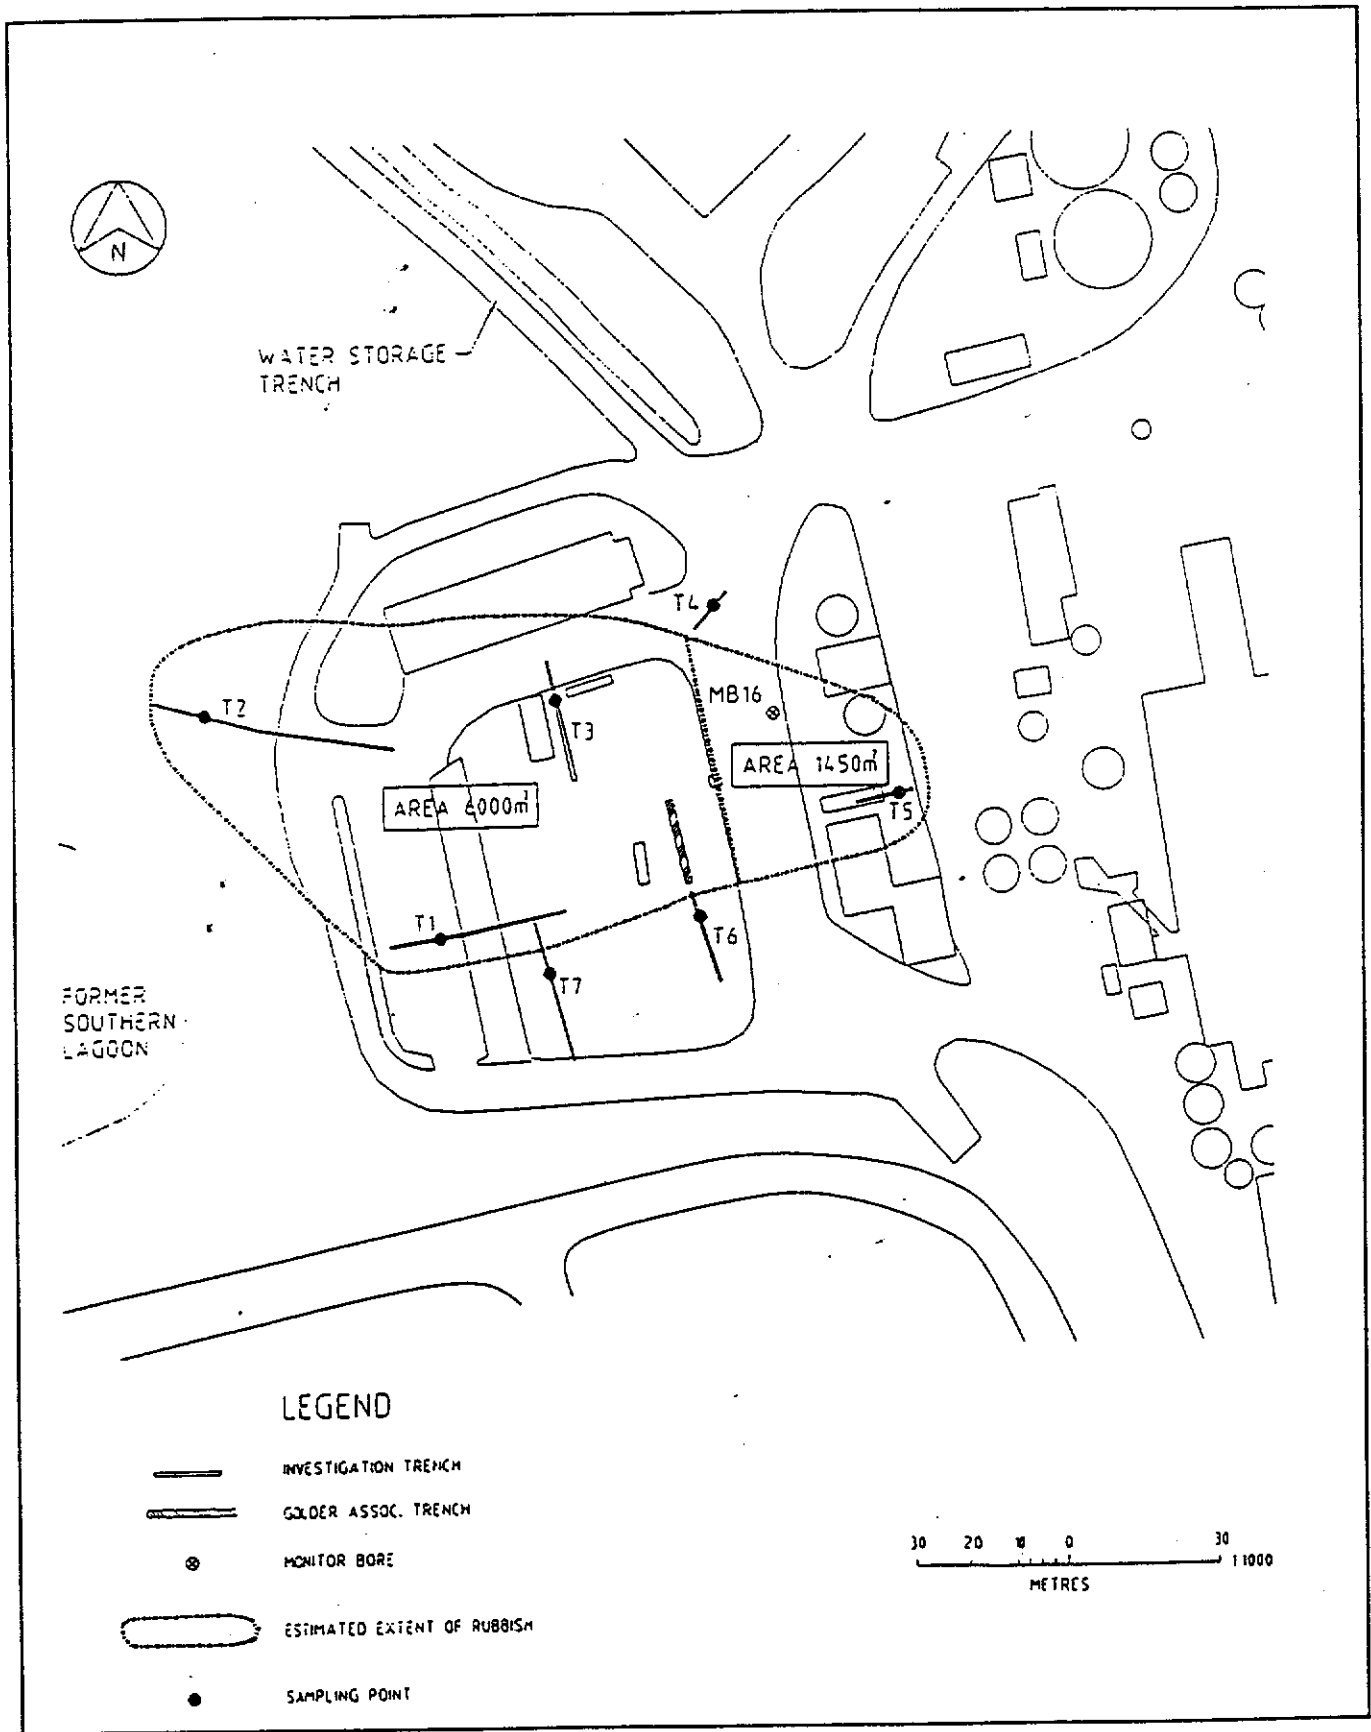 N
WATER STORAGE
TRENCH
T4
T2
MB16
T3
AREA 1450m²
AREA 6000m²
T5
T1
T6
T7
FORMER
SOUTHERN
LAGOON
LEGEND
INVESTIGATION TRENCH
GOLDER ASSOC. TRENCH
MONITOR BORE
ESTIMATED EXTENT OF RUBBISH
SAMPLING POINT
30 20 10 0 30
1:1000
METRES